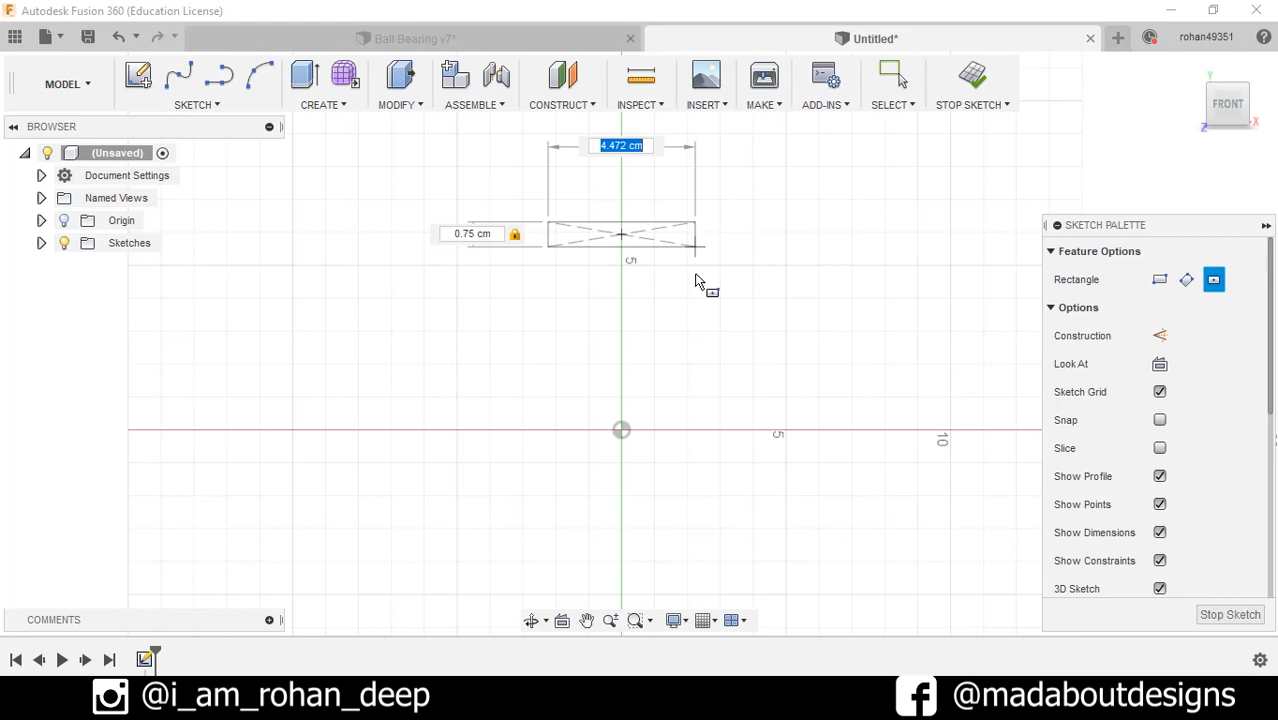 Autodesk Fusion 360 (Education License)
Ball Bearing v7*
Untitled*
rohan49351
MODEL
SKETCH
CREATE
MODIFY
ASSEMBLE
CONSTRUCT
INSPECT
INSERT
MAKE
ADD-INS
SELECT
STOP SKETCH
BROWSER
(Unsaved)
Document Settings
Named Views
Origin
Sketches
Y
FRONT
Z
X
4.472 cm
0.75 cm
5
5
10
SKETCH PALETTE
Feature Options
Rectangle
Options
Construction
Look At
Sketch Grid
Snap
Slice
Show Profile
Show Points
Show Dimensions
Show Constraints
3D Sketch
Stop Sketch
COMMENTS
@i_am_rohan_deep
@madaboutdesigns